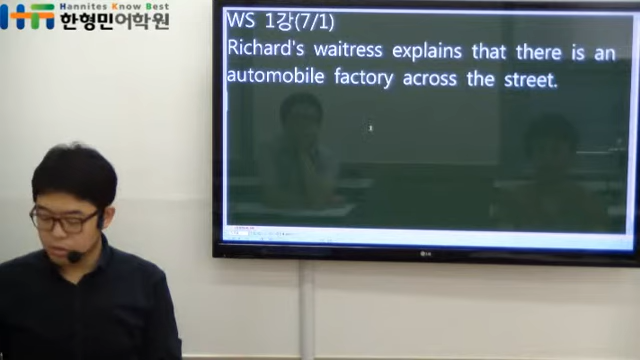 Hannites Know Best
한형민어학원
WS 1강(7/1)
Richard's waitress explains that there is an
automobile factory across the street.
LG